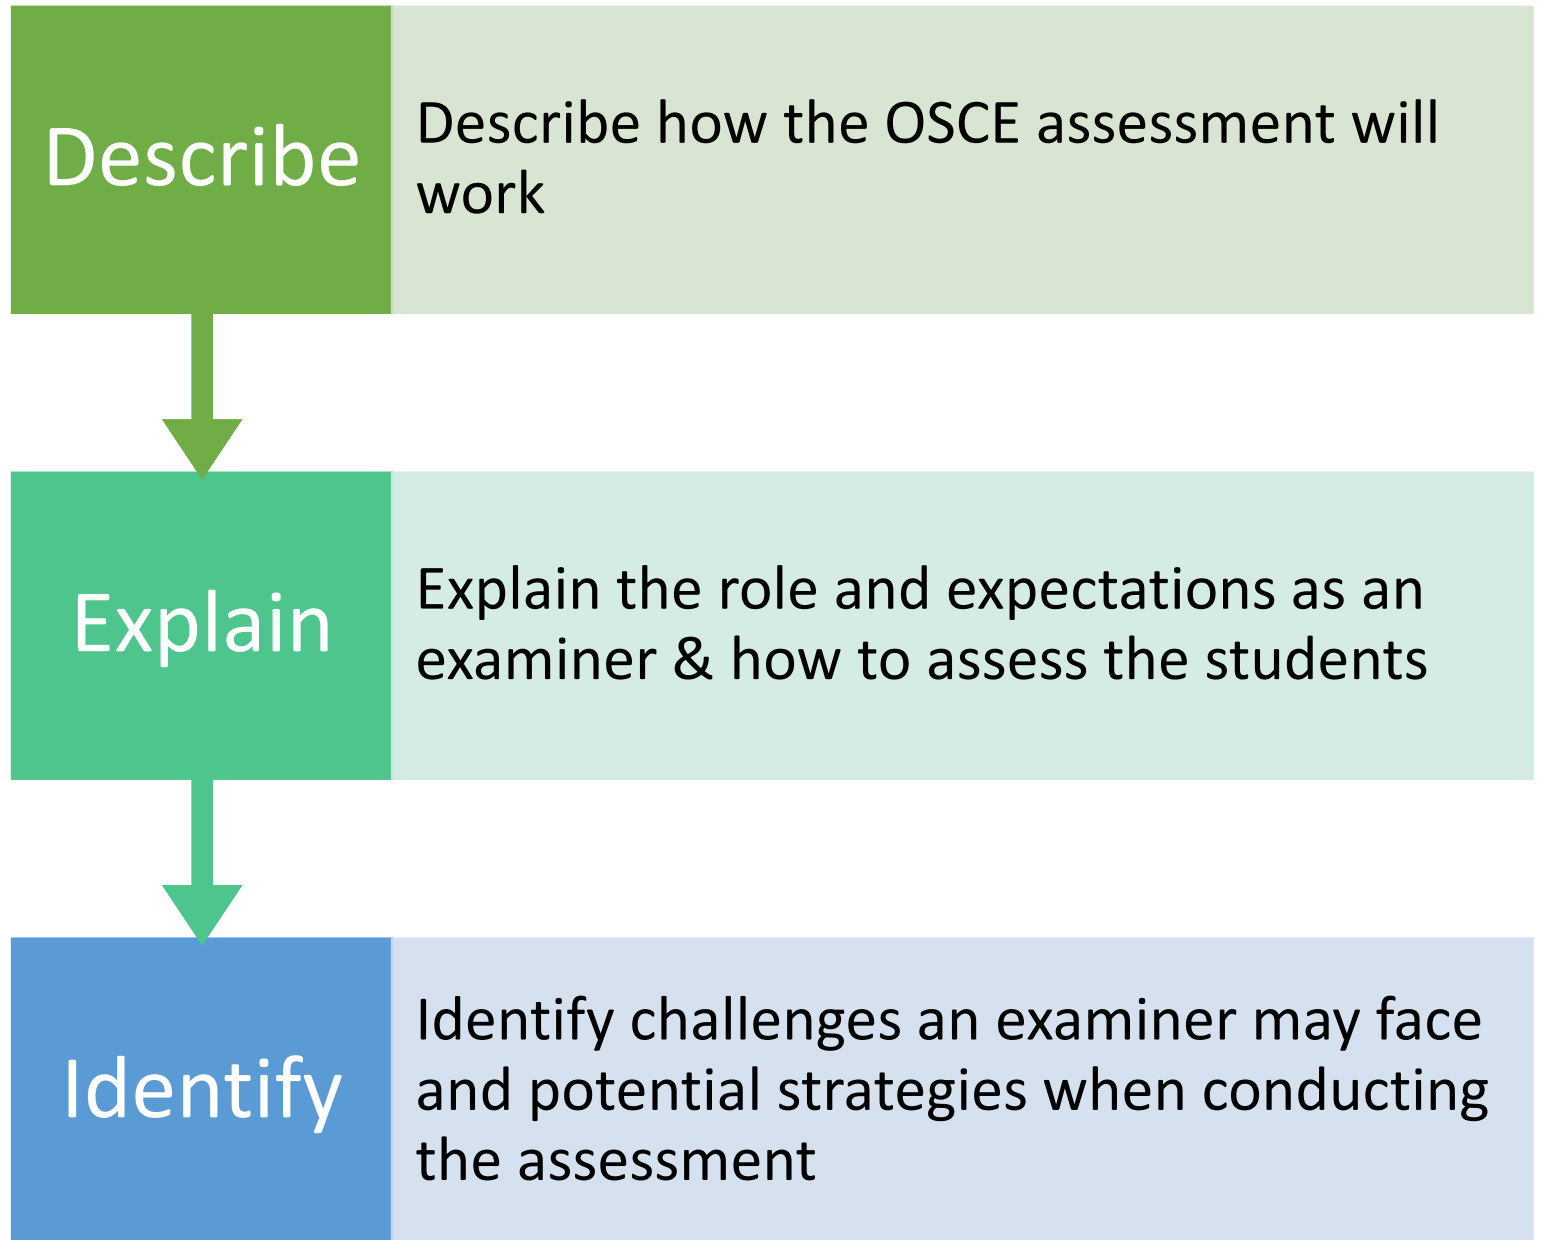 Describe
Describe how the OSCE assessment will
work
Explain
Explain the role and expectations as an
examiner & how to assess the students
Identify
Identify challenges an examiner may face
and potential strategies when conducting
the assessment